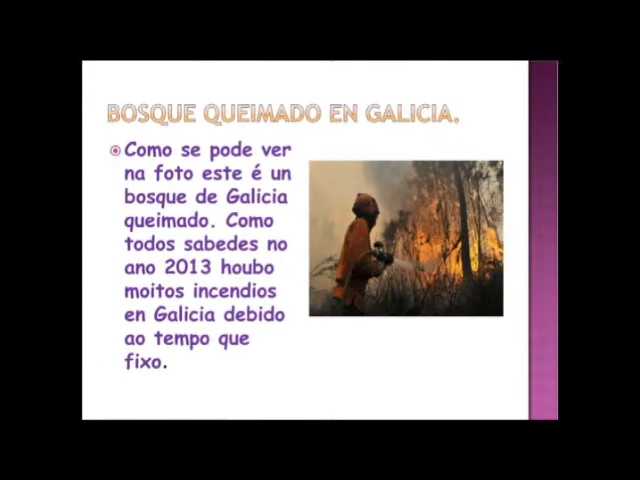 BOSQUE QUEIMADO EN GALICIA.
Como se pode ver
na foto este é un
bosque de Galicia
queimado. Como
todos sabedes no
ano 2013 houbo
moitos incendios
en Galicia debido
ao tempo que
fixo.